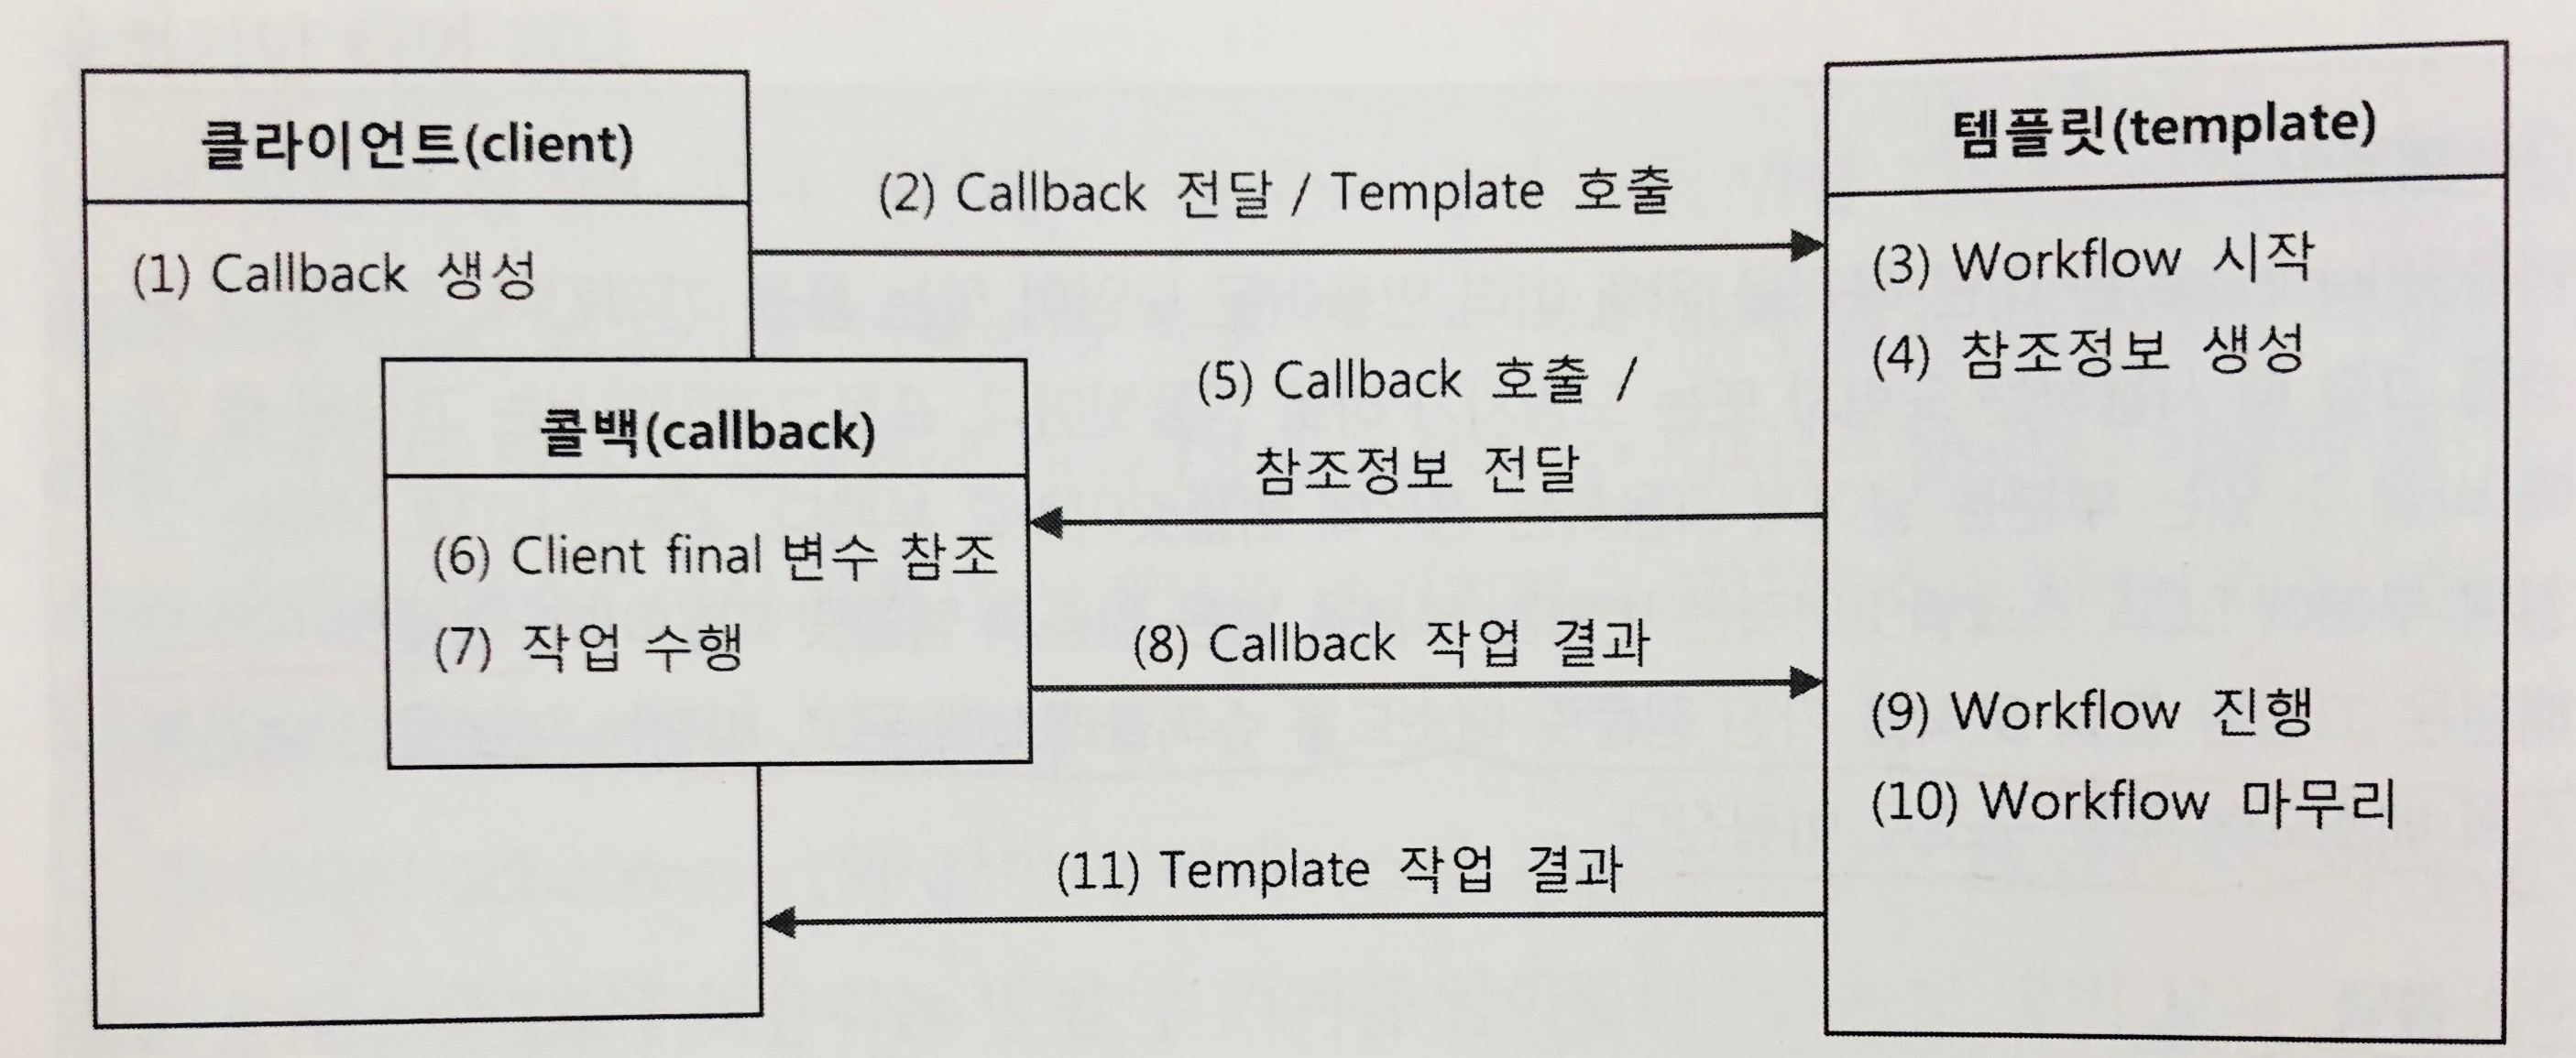 클라이언트(client)
(1) Callback 생성
(2) Callback 전달 / Template 호출
템플릿(template)
(3) Workflow 시작
(4) 참조정보 생성
(5) Callback 호출 /
참조정보 전달
콜백(callback)
(6) Client final 변수 참조
(7) 작업 수행
(8) Callback 작업 결과
(9) Workflow 진행
(10) Workflow 마무리
(11) Template 작업 결과